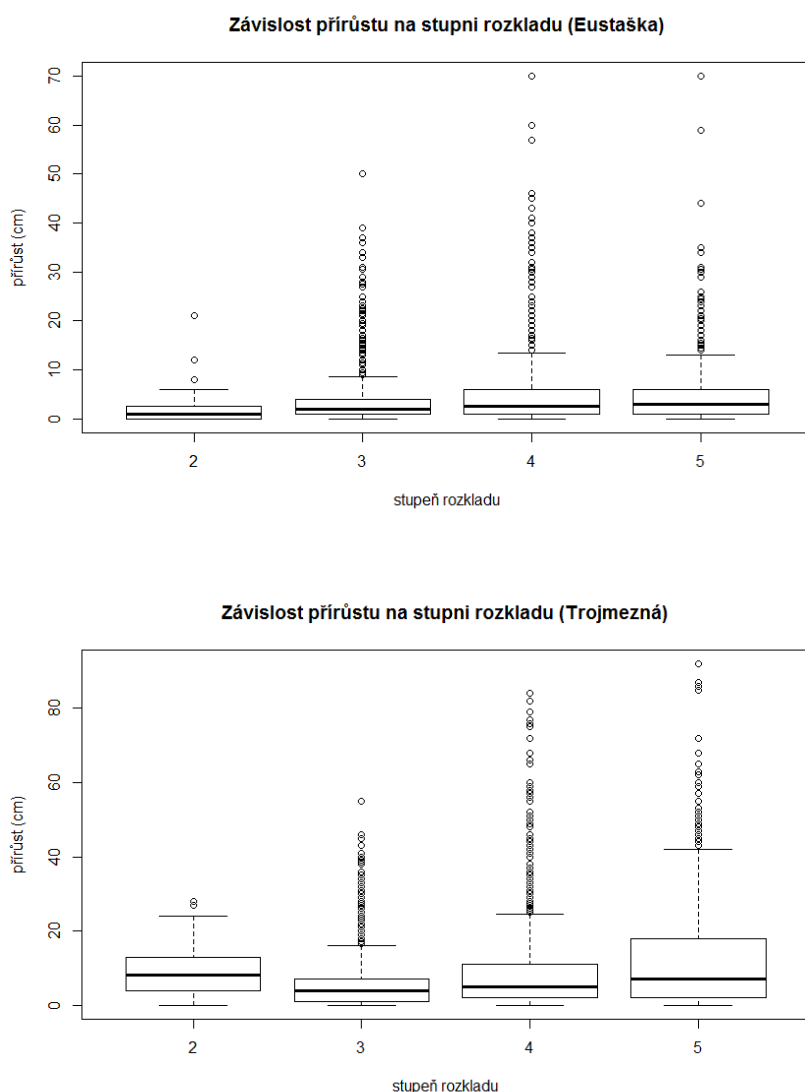 Závislost přírůstu na stupni rozkladu (Eustaška)
70
60
50
40
30
20
10
0
přírůst (cm)
2 3 4 5
stupeň rozkladu
Závislost přírůstu na stupni rozkladu (Trojmezná)
80
60
40
20
0
přírůst (cm)
2 3 4 5
stupeň rozkladu